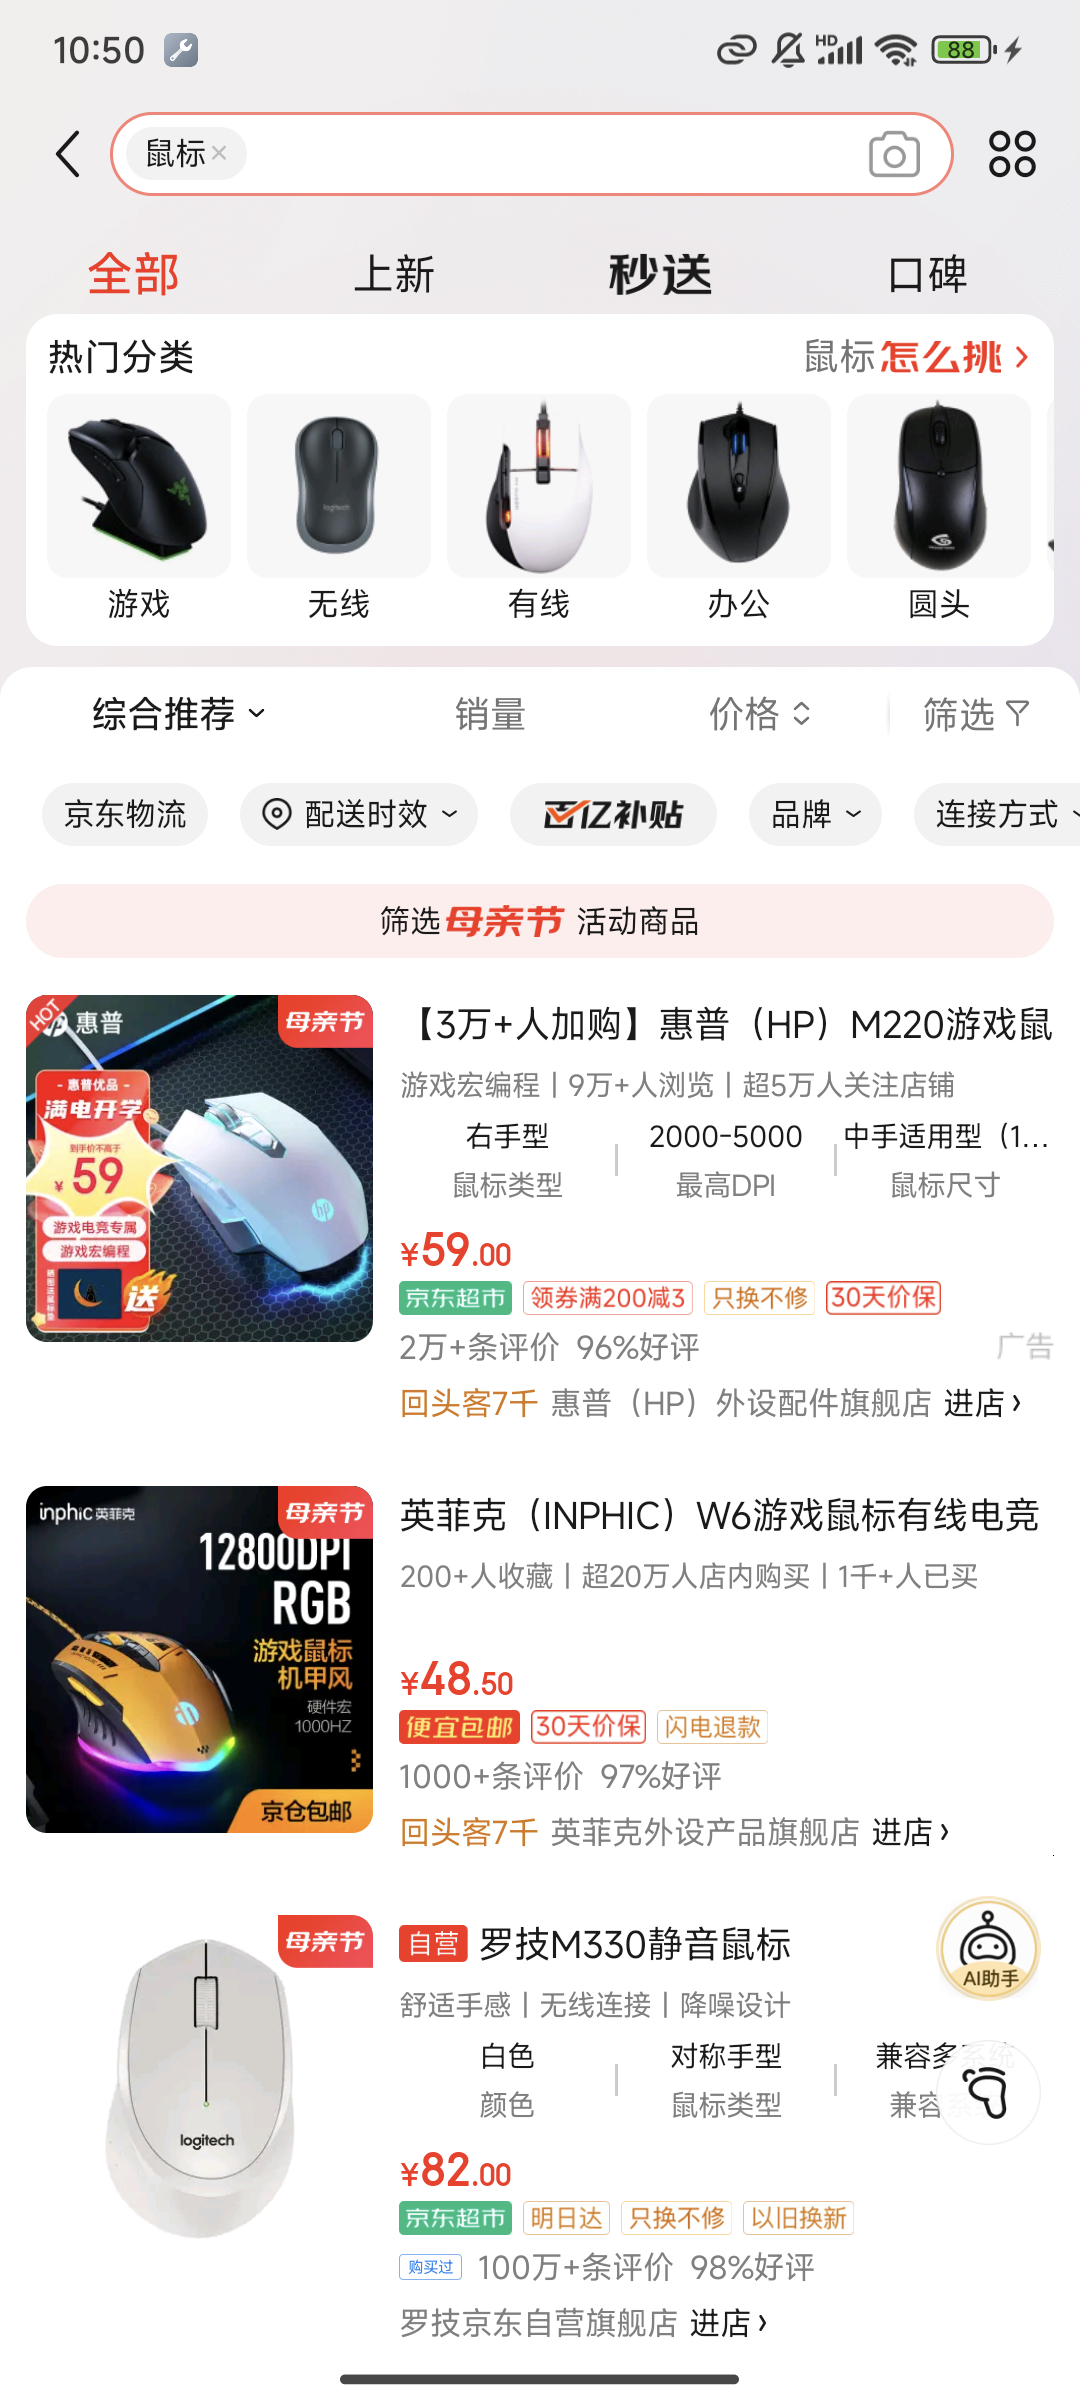 10:50
HD
88
鼠标
全部
上新
秒送
口碑
热门分类
鼠标怎么挑
logitech
游戏
无线
有线
办公
圆头
综合推荐
销量
价格
筛选
京东物流
配送时效
百亿补贴
品牌
连接方式
筛选母亲节 活动商品
HOT
惠普
母亲节
- 惠普优品 -
满电开学
到手价不高于
¥59
游戏电竞专属
游戏宏编程
晒图送鼠标垫
送
hp
【3万+人加购】惠普（HP）M220游戏鼠
游戏宏编程 | 9万+人浏览 | 超5万人关注店铺
右手型
2000-5000
中手适用型（1...
鼠标类型
最高DPI
鼠标尺寸
¥59.00
京东超市
领券满200减3
只换不修
30天价保
2万+条评价 96%好评
广告
回头客7千 惠普（HP）外设配件旗舰店 进店›
inphic 英菲克
母亲节
12800DPI
RGB
游戏鼠标
机甲风
硬件宏
1000HZ
京仓包邮
英菲克（INPHIC）W6游戏鼠标有线电竞
200+人收藏 | 超20万人店内购买 | 1千+人已买
¥48.50
便宜包邮
30天价保
闪电退款
1000+条评价 97%好评
回头客7千 英菲克外设产品旗舰店 进店›
母亲节
logitech
自营 罗技M330静音鼠标
AI助手
舒适手感 | 无线连接 | 降噪设计
白色
对称手型
兼容多系统
颜色
鼠标类型
兼容系
¥82.00
京东超市
明日达
只换不修
以旧换新
购买过 100万+条评价 98%好评
罗技京东自营旗舰店 进店›